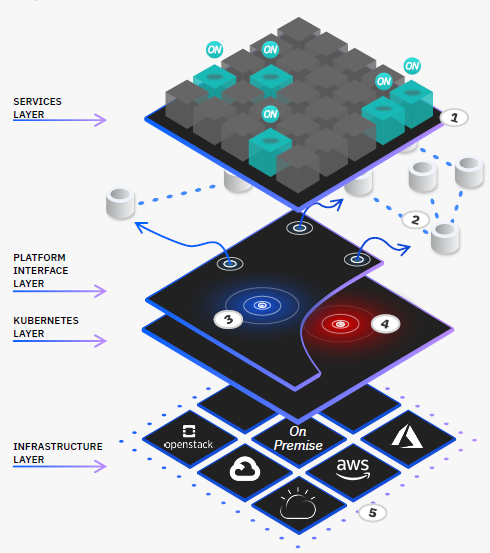 ON
ON
ON
ON
ON
SERVICES
LAYER
1
2
PLATFORM
INTERFACE
LAYER
3
4
KUBERNETES
LAYER
INFRASTRUCTURE
LAYER
openstack.
On
Premise
aws
5